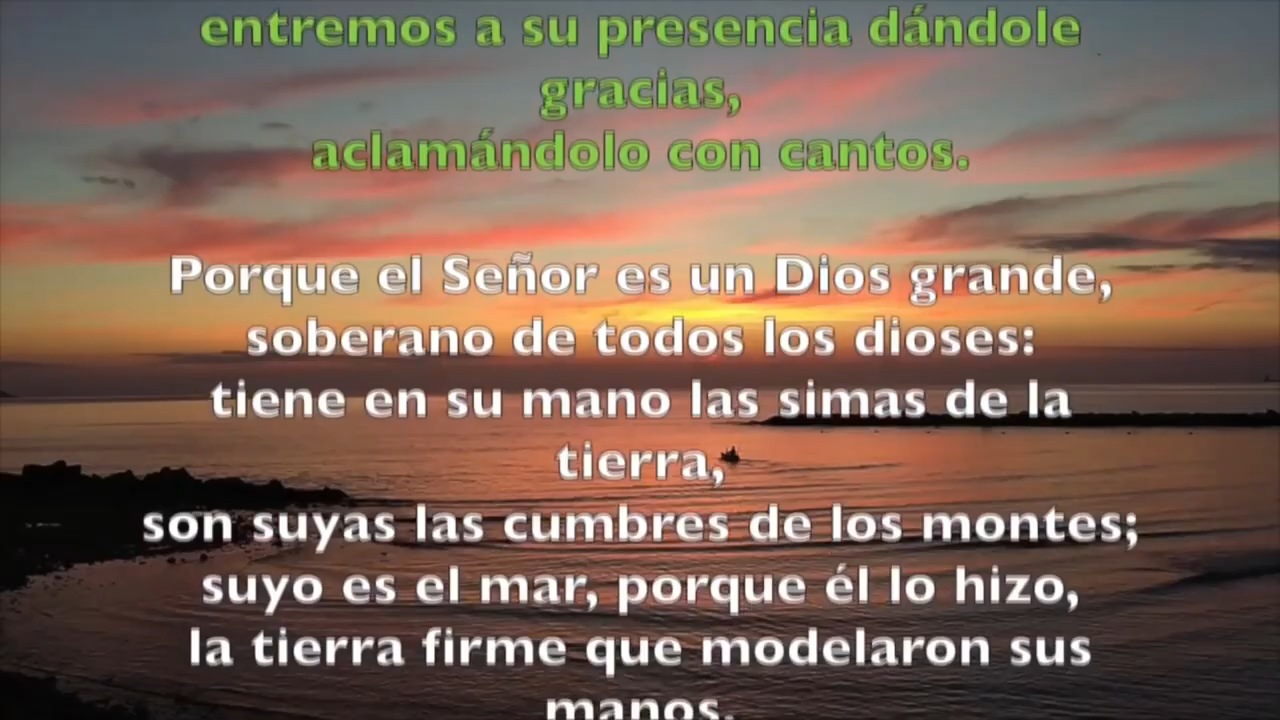 entremos a su presencia dándole
gracias,
aclamándolo con cantos.
Porque el Señor es un Dios grande,
soberano de todos los dioses:
tiene en su mano las simas de la
tierra,
son suyas las cumbres de los montes;
suyo es el mar, porque él lo hizo,
la tierra firme que modelaron sus
manos.